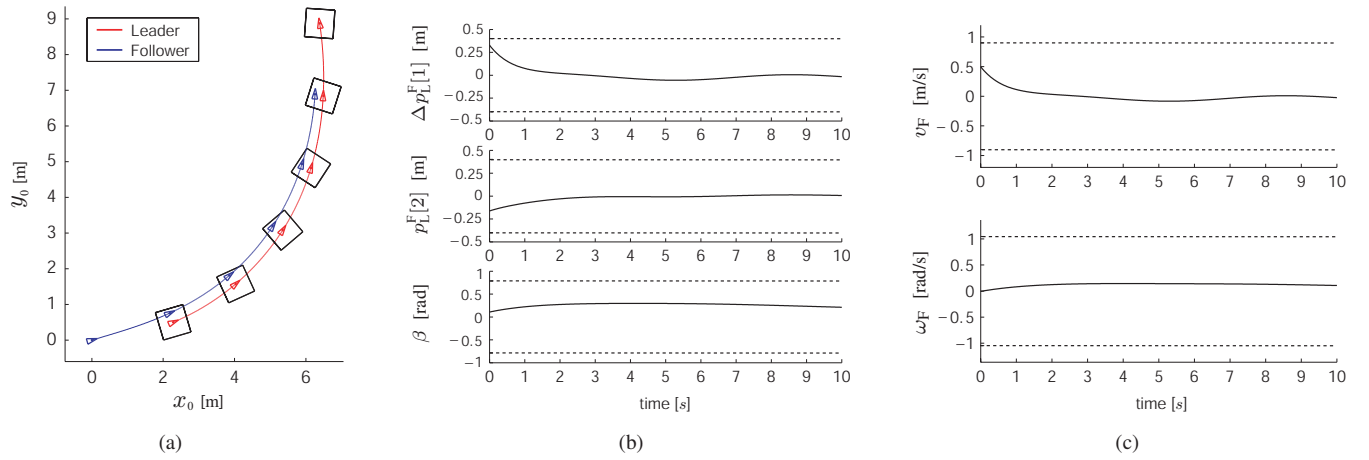 Leader
Follower
9
8
7
6
5
4
3
2
1
0
0 2 4 6
y₀ [m]
x₀ [m]
(a)
Δp_L^F[1] [m]
0.5
0.25
0
−0.25
−0.5
0 1 2 3 4 5 6 7 8 9 10
p_L^F[2] [m]
0.5
0.25
0
−0.25
−0.5
0 1 2 3 4 5 6 7 8 9 10
β [rad]
1
0.5
0
−0.5
−1
0 1 2 3 4 5 6 7 8 9 10
time [s]
(b)
v_F [m/s]
1
0.5
0
−0.5
−1
0 1 2 3 4 5 6 7 8 9 10
ω_F [rad/s]
1
0.5
0
−0.5
−1
0 1 2 3 4 5 6 7 8 9 10
time [s]
(c)